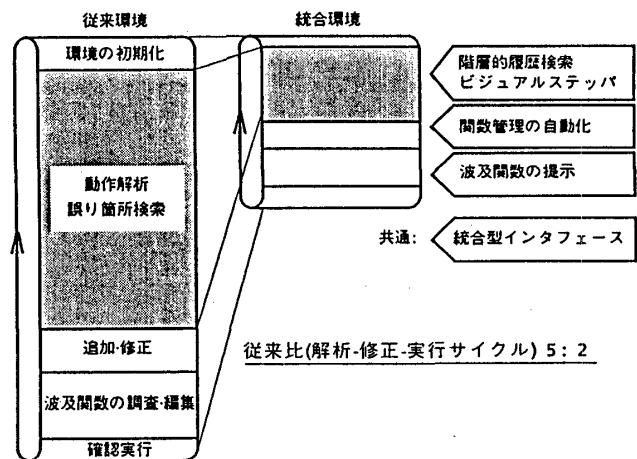 従来環境
統合環境
環境の初期化
動作解析
誤り箇所検索
追加・修正
波及関数の調査・編集
確認実行
階層的履歴検索
ビジュアルステッパ
関数管理の自動化
波及関数の提示
共通:
統合型インタフェース
従来比(解析-修正-実行サイクル) 5: 2